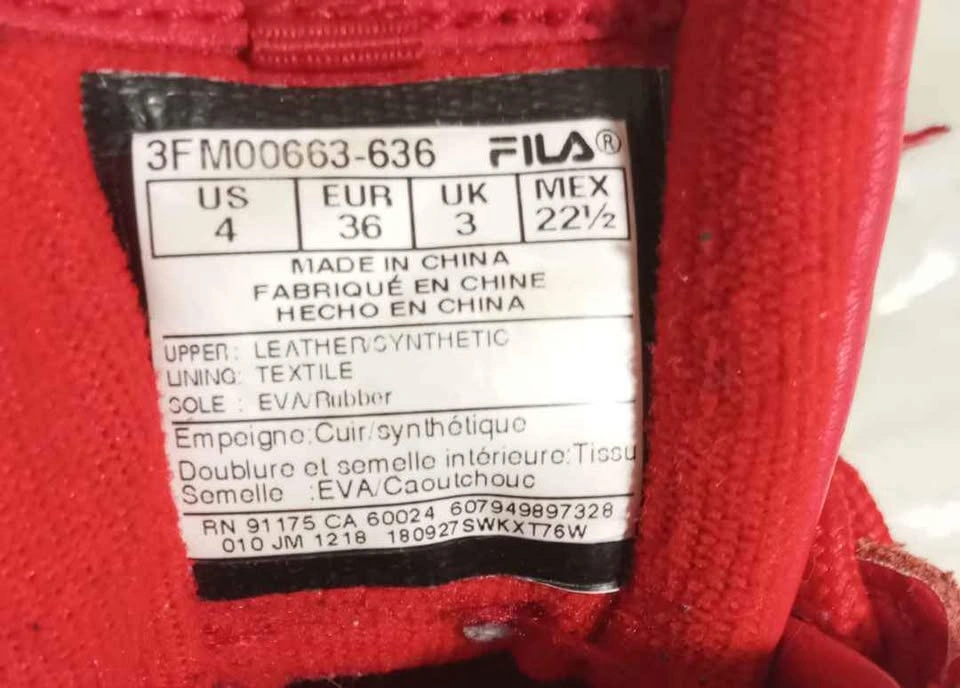 3FM00663-636 FILA®
US EUR UK MEX
4 36 3 22½
MADE IN CHINA
FABRIQUÉ EN CHINE
HECHO EN CHINA
UPPER: LEATHER/SYNTHETIC
LINING: TEXTILE
SOLE : EVA/Rubber
Empeigne:Cuir/synthétique
Doublure et semelle intérieure:Tissu
Semelle :EVA/Caoutchouc
RN 91175 CA 60024 607949897328
010 JM 1218 180927SWKXT76W